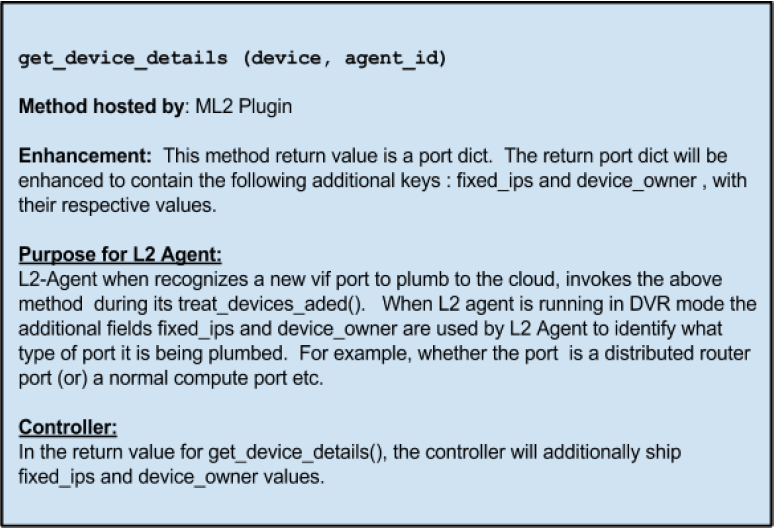 get_device_details (device, agent_id)
Method hosted by: ML2 Plugin
Enhancement:  This method return value is a port dict.  The return port dict will be
enhanced to contain the following additional keys : fixed_ips and device_owner , with
their respective values.
Purpose for L2 Agent:
L2-Agent when recognizes a new vif port to plumb to the cloud, invokes the above
method  during its treat_devices_aded().   When L2 agent is running in DVR mode the
additional fields fixed_ips and device_owner are used by L2 Agent to identify what
type of port it is being plumbed.  For example, whether the port  is a distributed router
port (or) a normal compute port etc.
Controller:
In the return value for get_device_details(), the controller will additionally ship
fixed_ips and device_owner values.